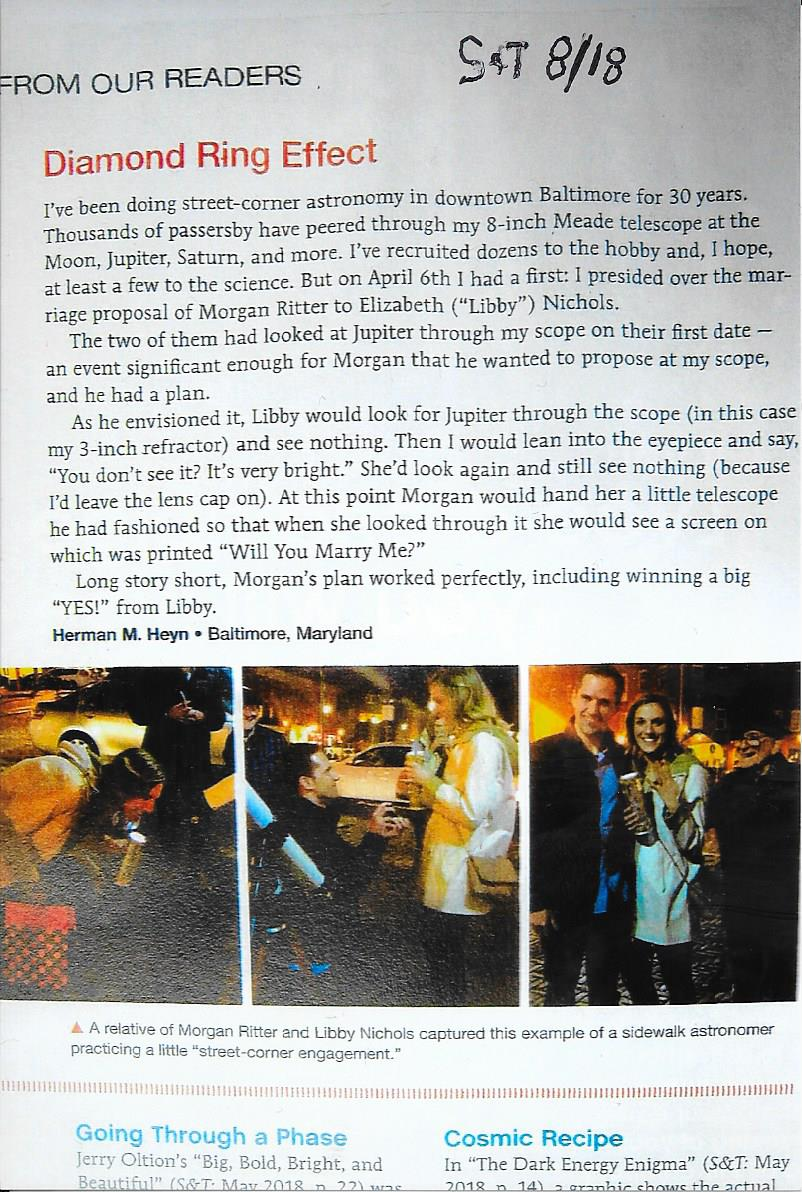 S&T 8/18
FROM OUR READERS
Diamond Ring Effect
I've been doing street-corner astronomy in downtown Baltimore for 30 years.
Thousands of passersby have peered through my 8-inch Meade telescope at the
Moon, Jupiter, Saturn, and more. I've recruited dozens to the hobby and, I hope,
at least a few to the science. But on April 6th I had a first: I presided over the mar-
riage proposal of Morgan Ritter to Elizabeth (“Libby”) Nichols.
The two of them had looked at Jupiter through my scope on their first date —
an event significant enough for Morgan that he wanted to propose at my scope,
and he had a plan.
As he envisioned it, Libby would look for Jupiter through the scope (in this case
my 3-inch refractor) and see nothing. Then I would lean into the eyepiece and say,
“You don't see it? It's very bright.” She'd look again and still see nothing (because
I'd leave the lens cap on). At this point Morgan would hand her a little telescope
he had fashioned so that when she looked through it she would see a screen on
which was printed “Will You Marry Me?”
Long story short, Morgan's plan worked perfectly, including winning a big
“YES!” from Libby.
Herman M. Heyn • Baltimore, Maryland
▲ A relative of Morgan Ritter and Libby Nichols captured this example of a sidewalk astronomer
practicing a little “street-corner engagement.”
Going Through a Phase
Jerry Oltion's “Big, Bold, Bright, and
Beautiful” (S&T: May 2018, p. 22) was
Cosmic Recipe
In “The Dark Energy Enigma” (S&T: May
2018, p. 14), a graphic shows the actual